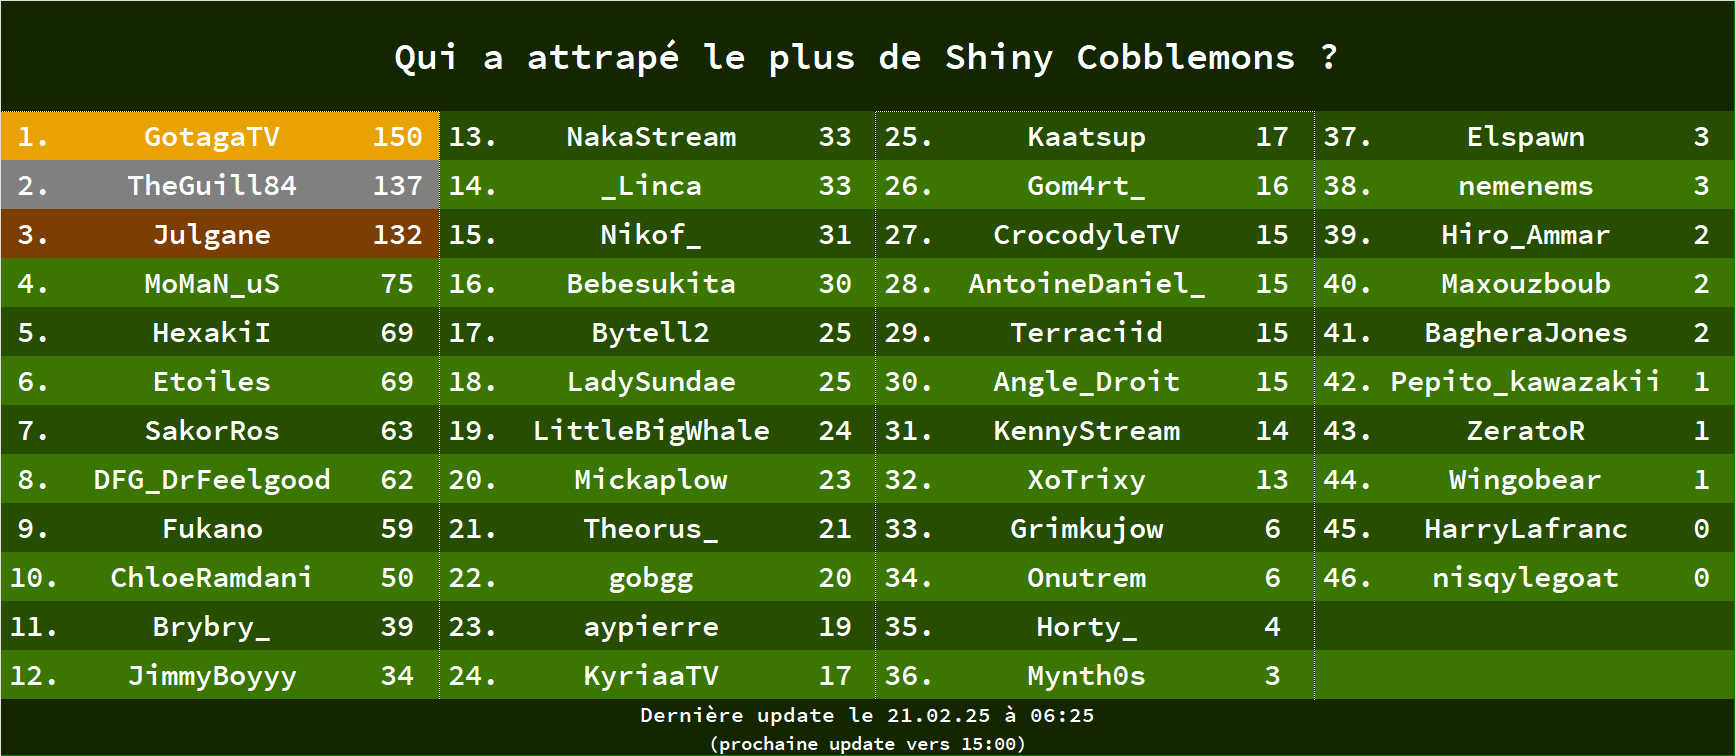 Qui a attrapé le plus de Shiny Cobblemons ?
1. GotagaTV 150
2. TheGuill84 137
3. Julgane 132
4. MoMaN_uS 75
5. HexakiI 69
6. Etoiles 69
7. SakorRos 63
8. DFG_DrFeelgood 62
9. Fukano 59
10. ChloeRamdani 50
11. Brybry_ 39
12. JimmyBoyyy 34
13. NakaStream 33
14. _Linca 33
15. Nikof_ 31
16. Bebesukita 30
17. Bytell2 25
18. LadySundae 25
19. LittleBigWhale 24
20. Mickaplow 23
21. Theorus_ 21
22. gobgg 20
23. aypierre 19
24. KyriaaTV 17
25. Kaatsup 17
26. Gom4rt_ 16
27. CrocodyleTV 15
28. AntoineDaniel_ 15
29. Terraciid 15
30. Angle_Droit 15
31. KennyStream 14
32. XoTrixy 13
33. Grimkujow 6
34. Onutrem 6
35. Horty_ 4
36. Mynth0s 3
37. Elspawn 3
38. nemenems 3
39. Hiro_Ammar 2
40. Maxouzboub 2
41. BagheraJones 2
42. Pepito_kawazakii 1
43. ZeratoR 1
44. Wingobear 1
45. HarryLafranc 0
46. nisqylegoat 0
Dernière update le 21.02.25 à 06:25
(prochaine update vers 15:00)